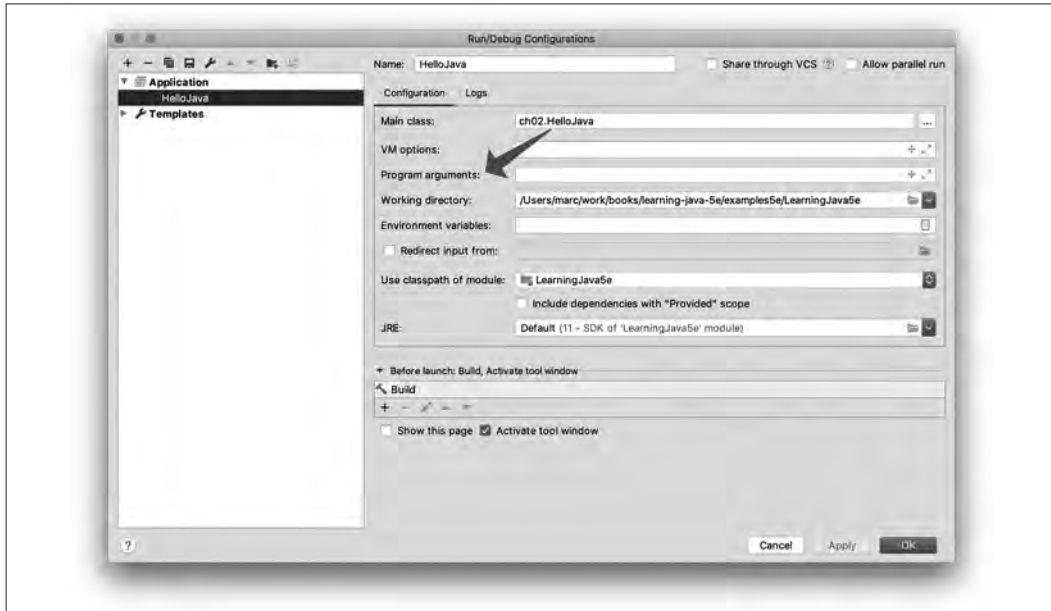 Run/Debug Configurations
Application
HelloJava
Templates
Name: HelloJava
Share through VCS ?
Allow parallel run
Configuration Logs
Main class: ch02.HelloJava ...
VM options:
Program arguments:
Working directory: /Users/marc/work/books/learning-java-5e/examples5e/LearningJava5e
Environment variables:
Redirect input from:
Use classpath of module: LearningJava5e
Include dependencies with "Provided" scope
JRE: Default (11 - SDK of 'LearningJava5e' module)
Before launch: Build, Activate tool window
Build
Show this page Activate tool window
? Cancel Apply OK